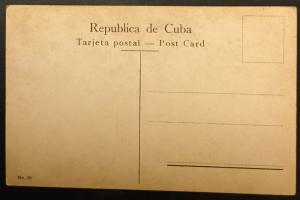 Republica de Cuba
Tarjeta postal — Post Card